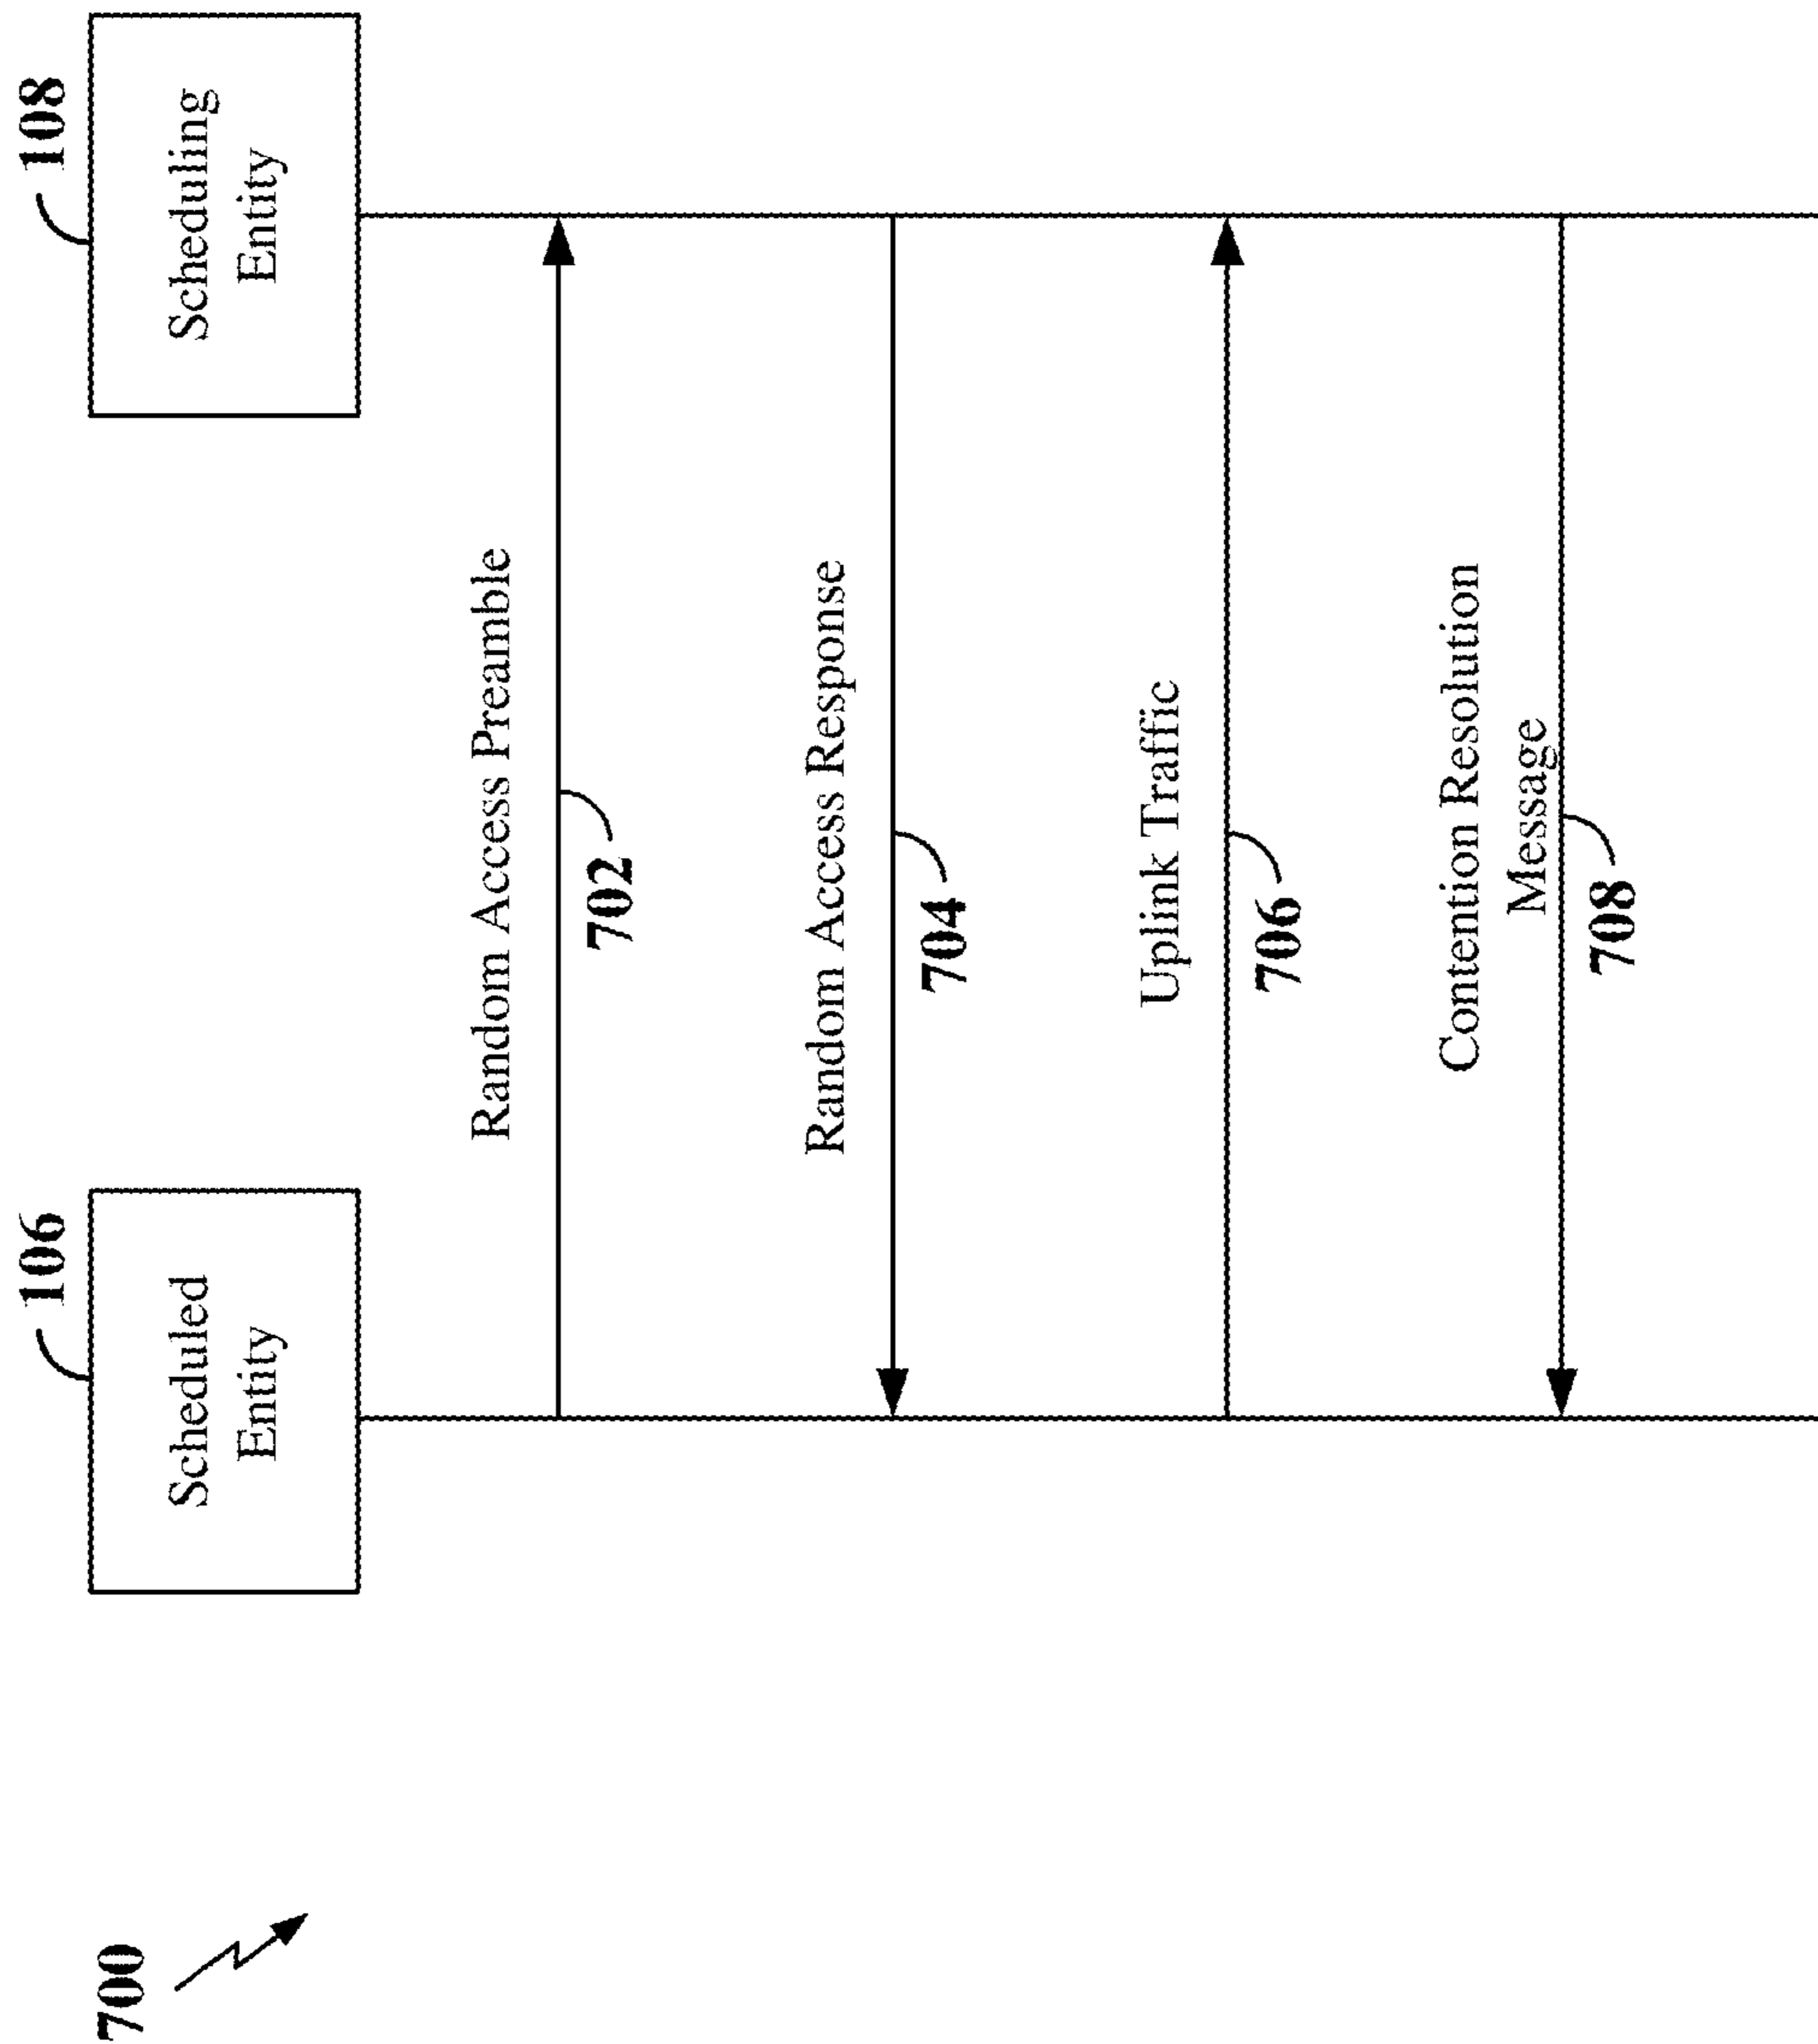 700
106
108
Scheduled
Entity
Scheduling
Entity
Random Access Preamble
702
Random Access Response
704
Uplink Traffic
706
Contention Resolution
Message
708